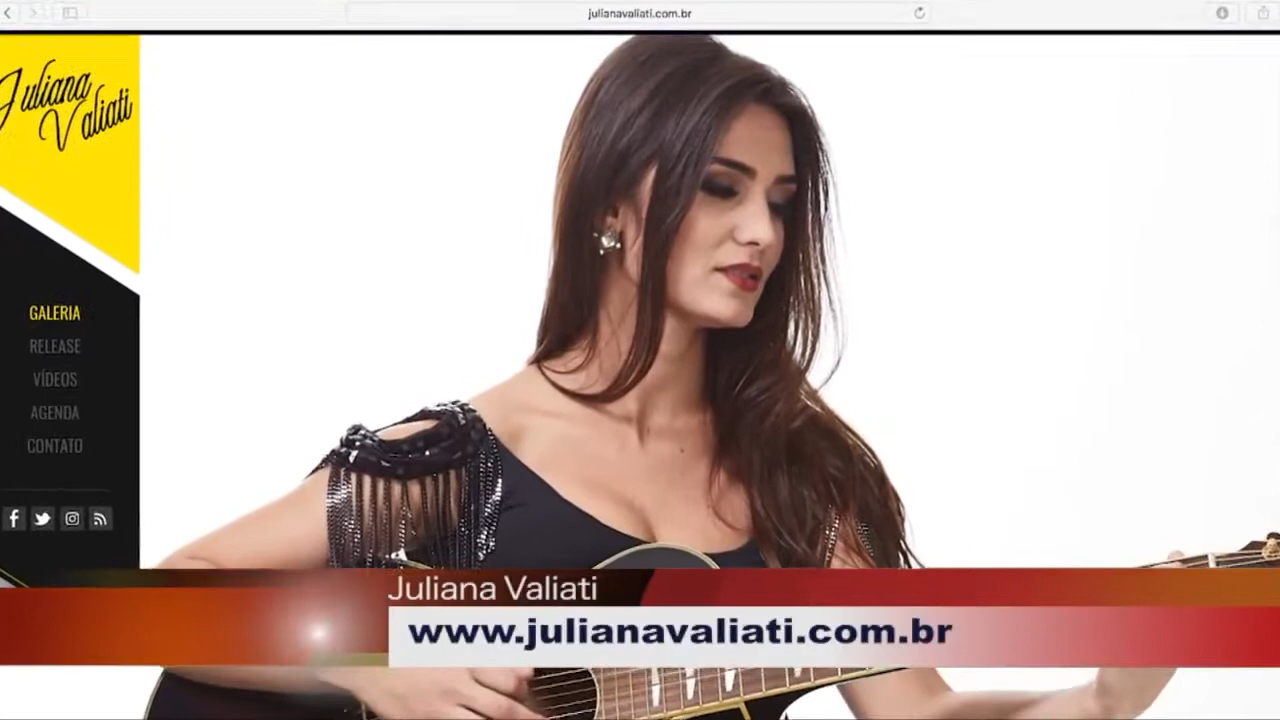 julianavaliati.com.br
Juliana
Valiati
GALERIA
RELEASE
VÍDEOS
AGENDA
CONTATO
Juliana Valiati
www.julianavaliati.com.br